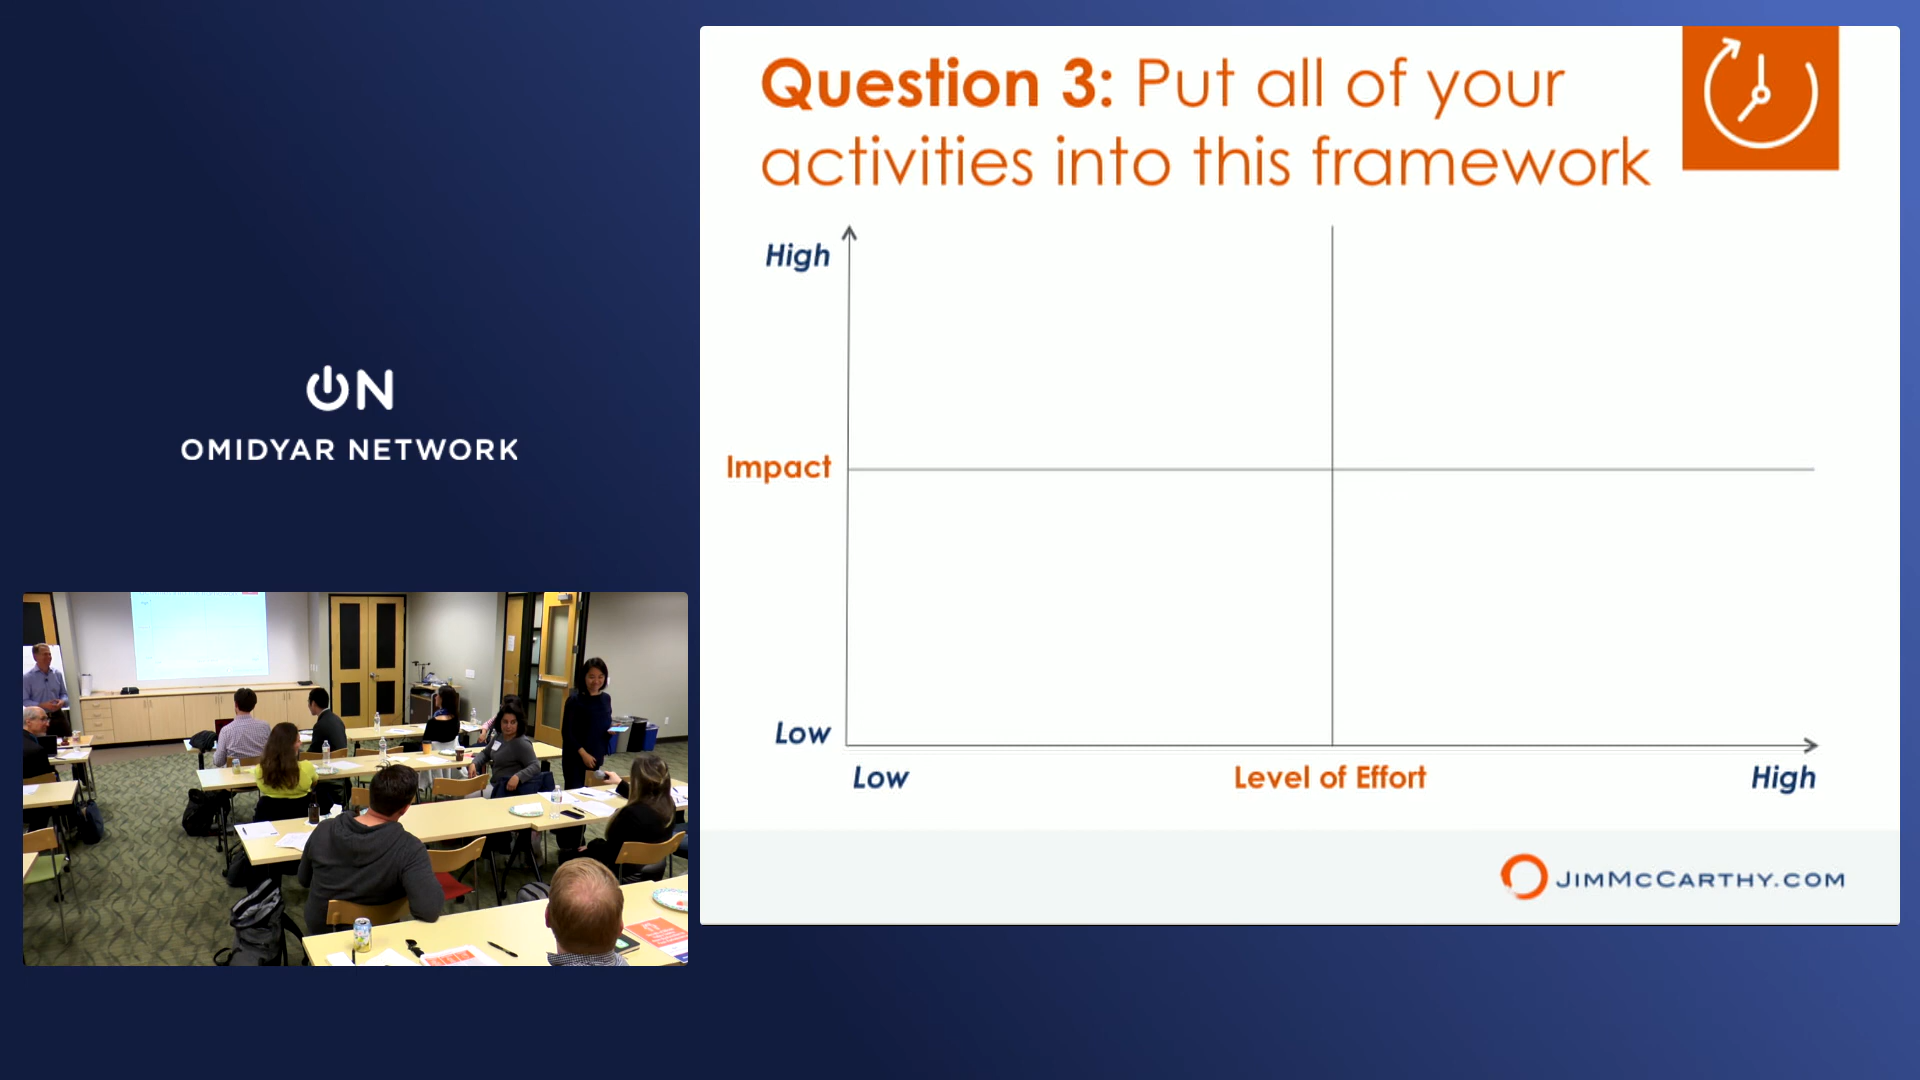 Question 3: Put all of your
activities into this framework
High
Impact
Low
Low
Level of Effort
High
JIMMCCARTHY.COM
ON
OMIDYAR NETWORK